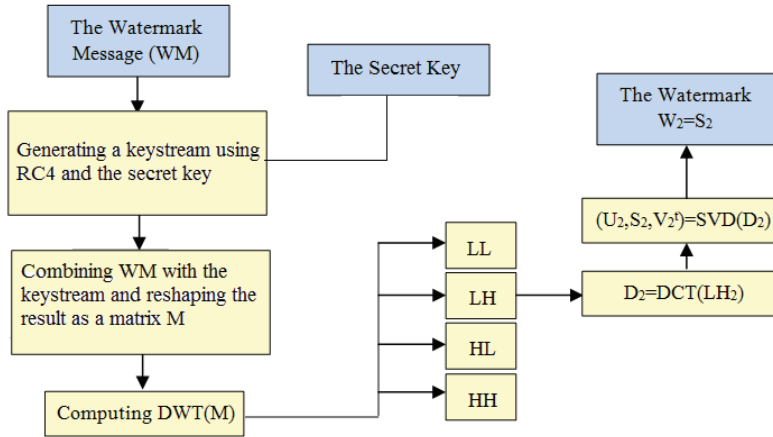 The Watermark
Message (WM)
The Secret Key
Generating a keystream using
RC4 and the secret key
Combining WM with the
keystream and reshaping the
result as a matrix M
Computing DWT(M)
LL
LH
HL
HH
D₂=DCT(LH₂)
(U₂,S₂,V₂ᵗ)=SVD(D₂)
The Watermark
W₂=S₂